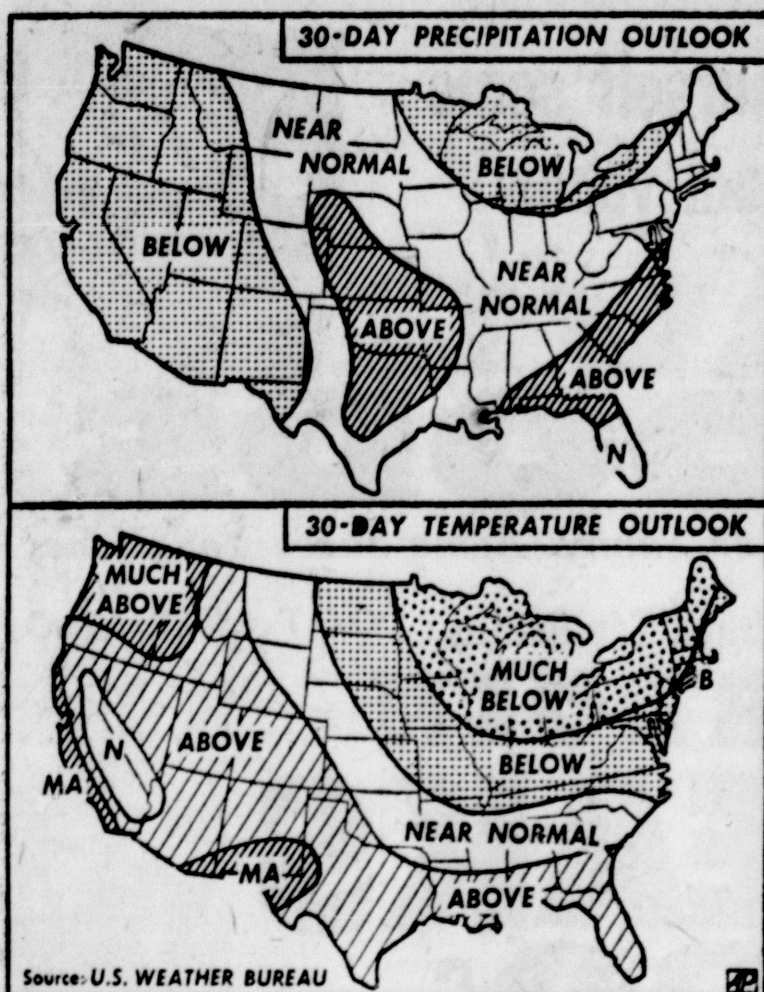 30-DAY PRECIPITATION OUTLOOK
NEAR
NORMAL
BELOW
BELOW
NEAR
NORMAL
ABOVE
ABOVE
N
30-DAY TEMPERATURE OUTLOOK
MUCH
ABOVE
MUCH
BELOW
B
N
ABOVE
BELOW
MA
NEAR NORMAL
MA
ABOVE
Source: U.S. WEATHER BUREAU
AP